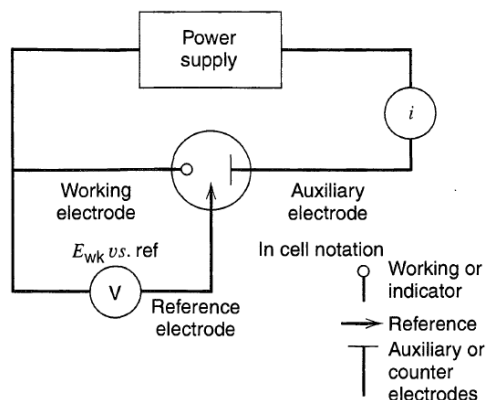 Power
supply
i
Working
electrode
Auxiliary
electrode
E_wk vs. ref
V
Reference
electrode
In cell notation
Working or
indicator
Reference
Auxiliary or
counter
electrodes